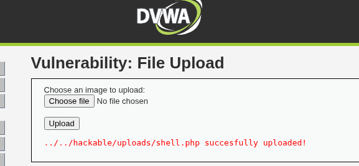 DVWA
Vulnerability: File Upload
Choose an image to upload:
Choose file No file chosen
Upload
../../hackable/uploads/shell.php succesfully uploaded!